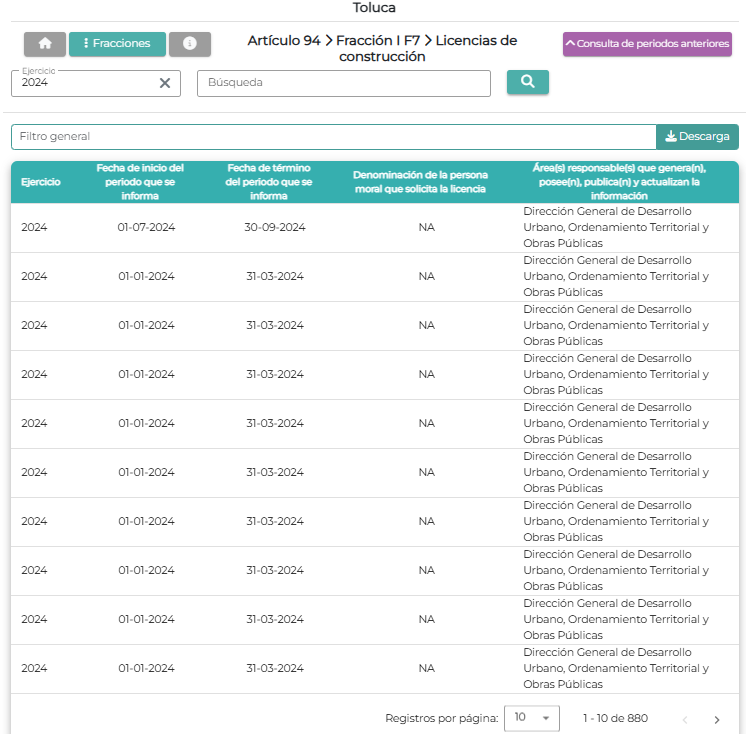 Toluca
Fracciones
Artículo 94 > Fracción I F7 > Licencias de
construcción
Consulta de periodos anteriores
Ejercicio
2024
Búsqueda
Filtro general
Descarga
Ejercicio
Fecha de inicio del
periodo que se
informa
Fecha de término
del periodo que se
informa
Denominación de la persona
moral que solicita la licencia
Área(s) responsable(s) que genera(n),
posee(n), publica(n) y actualizan la
información
2024 01-07-2024 30-09-2024 NA
Dirección General de Desarrollo
Urbano, Ordenamiento Territorial y
Obras Públicas
2024 01-01-2024 31-03-2024 NA
Dirección General de Desarrollo
Urbano, Ordenamiento Territorial y
Obras Públicas
2024 01-01-2024 31-03-2024 NA
Dirección General de Desarrollo
Urbano, Ordenamiento Territorial y
Obras Públicas
2024 01-01-2024 31-03-2024 NA
Dirección General de Desarrollo
Urbano, Ordenamiento Territorial y
Obras Públicas
2024 01-01-2024 31-03-2024 NA
Dirección General de Desarrollo
Urbano, Ordenamiento Territorial y
Obras Públicas
2024 01-01-2024 31-03-2024 NA
Dirección General de Desarrollo
Urbano, Ordenamiento Territorial y
Obras Públicas
2024 01-01-2024 31-03-2024 NA
Dirección General de Desarrollo
Urbano, Ordenamiento Territorial y
Obras Públicas
2024 01-01-2024 31-03-2024 NA
Dirección General de Desarrollo
Urbano, Ordenamiento Territorial y
Obras Públicas
2024 01-01-2024 31-03-2024 NA
Dirección General de Desarrollo
Urbano, Ordenamiento Territorial y
Obras Públicas
2024 01-01-2024 31-03-2024 NA
Dirección General de Desarrollo
Urbano, Ordenamiento Territorial y
Obras Públicas
Registros por página: 10 1 - 10 de 880